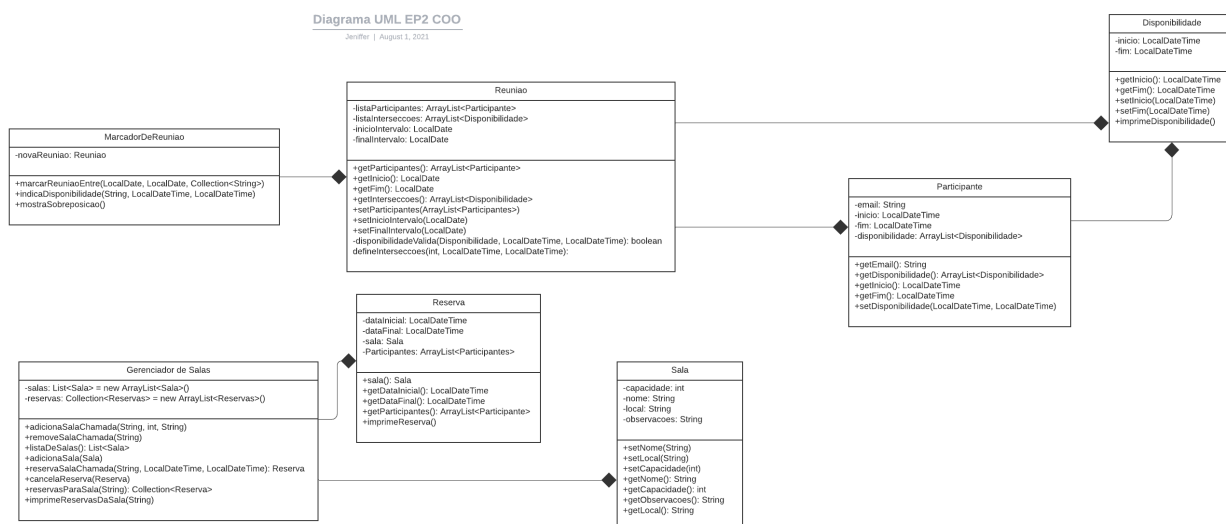 Diagrama UML EP2 COO
Jeniffer | August 1, 2021
Disponibilidade
-inicio: LocalDateTime
-fim: LocalDateTime
+getInicio(): LocalDateTime
+getFim(): LocalDateTime
+setInicio(LocalDateTime)
+setFim(LocalDateTime)
+imprimeDisponibilidade()
Reuniao
-listaParticipantes: ArrayList<Participante>
-listaInterseccoes: ArrayList<Disponibilidade>
-inicioIntervalo: LocalDate
-finalIntervalo: LocalDate
+getParticipantes(): ArrayList<Participante>
+getInicio(): LocalDate
+getFim(): LocalDate
+getInterseccoes(): ArrayList<Disponibilidade>
+setParticipantes(ArrayList<Participantes>)
+setInicioIntervalo(LocalDate)
+setFinalIntervalo(LocalDate)
-disponibilidadeValida(Disponibilidade, LocalDateTime, LocalDateTime): boolean
defineInterseccoes(int, LocalDateTime, LocalDateTime):
MarcadorDeReuniao
-novaReuniao: Reuniao
+marcarReuniaoEntre(LocalDate, LocalDate, Collection<String>)
+indicaDisponibilidade(String, LocalDateTime, LocalDateTime)
+mostraSobreposicao()
Participante
-email: String
-inicio: LocalDateTime
-fim: LocalDateTime
-disponibilidade: ArrayList<Disponibilidade>
+getEmail(): String
+getDisponibilidade(): ArrayList<Disponibilidade>
+getInicio(): LocalDateTime
+getFim(): LocalDateTime
+setDisponibilidade(LocalDateTime, LocalDateTime)
Reserva
-dataInicial: LocalDateTime
-dataFinal: LocalDateTime
-sala: Sala
-Participantes: ArrayList<Participantes>
+sala(): Sala
+getDataInicial(): LocalDateTime
+getDataFinal(): LocalDateTime
+getParticipantes(): ArrayList<Participante>
+imprimeReserva()
Gerenciador de Salas
-salas: List<Sala> = new ArrayList<Sala>()
-reservas: Collection<Reservas> = new ArrayList<Reservas>()
+adicionaSalaChamada(String, int, String)
+removeSalaChamada(String)
+listaDeSalas(): List<Sala>
+adicionaSala(Sala)
+reservaSalaChamada(String, LocalDateTime, LocalDateTime): Reserva
+cancelaReserva(Reserva)
+reservasParaSala(String): Collection<Reserva>
+imprimeReservasDaSala(String)
Sala
-capacidade: int
-nome: String
-local: String
-observacoes: String
+setNome(String)
+setLocal(String)
+setCapacidade(int)
+getNome(): String
+getCapacidade(): int
+getObservacoes(): String
+getLocal(): String